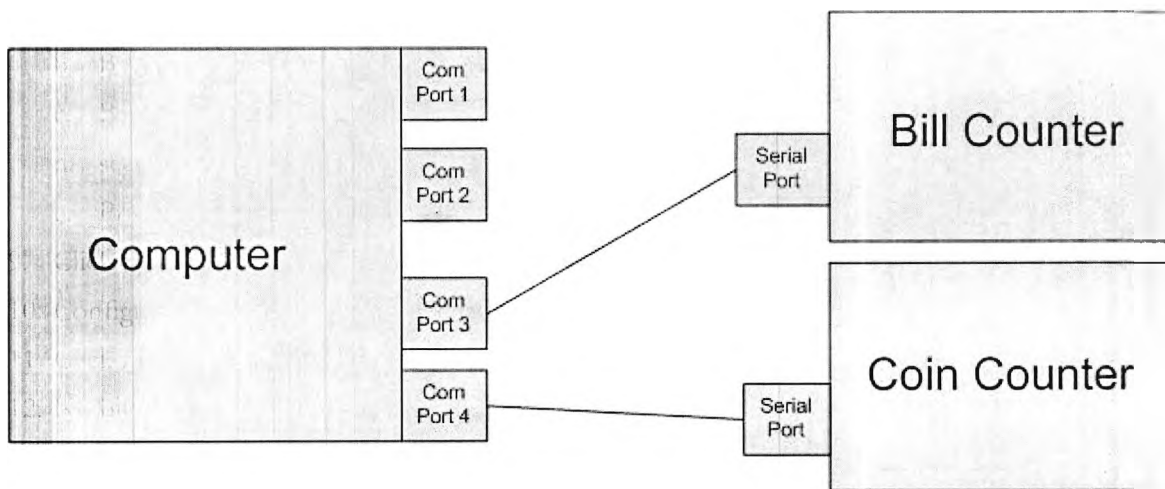 Com
Port 1
Com
Port 2
Computer
Com
Port 3
Com
Port 4
Serial
Port
Bill Counter
Serial
Port
Coin Counter